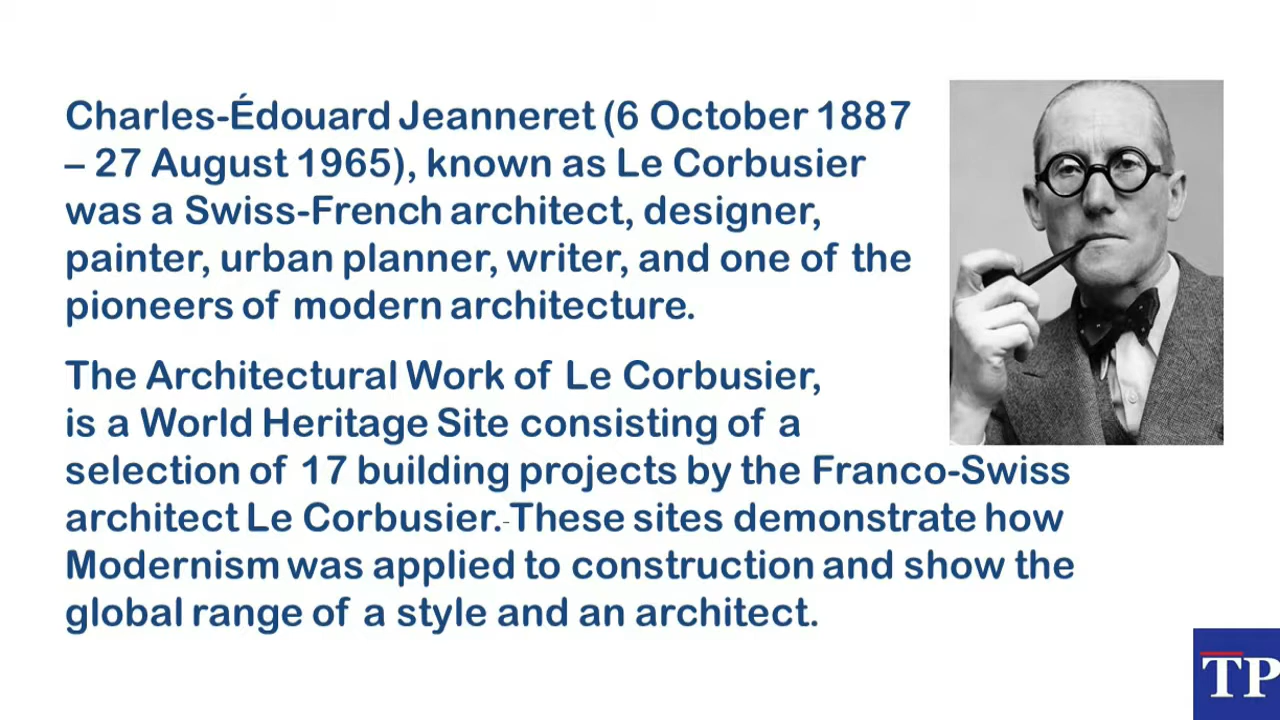 Charles-Édouard Jeanneret (6 October 1887
– 27 August 1965), known as Le Corbusier
was a Swiss-French architect, designer,
painter, urban planner, writer, and one of the
pioneers of modern architecture.
The Architectural Work of Le Corbusier,
is a World Heritage Site consisting of a
selection of 17 building projects by the Franco-Swiss
architect Le Corbusier. These sites demonstrate how
Modernism was applied to construction and show the
global range of a style and an architect.
TP